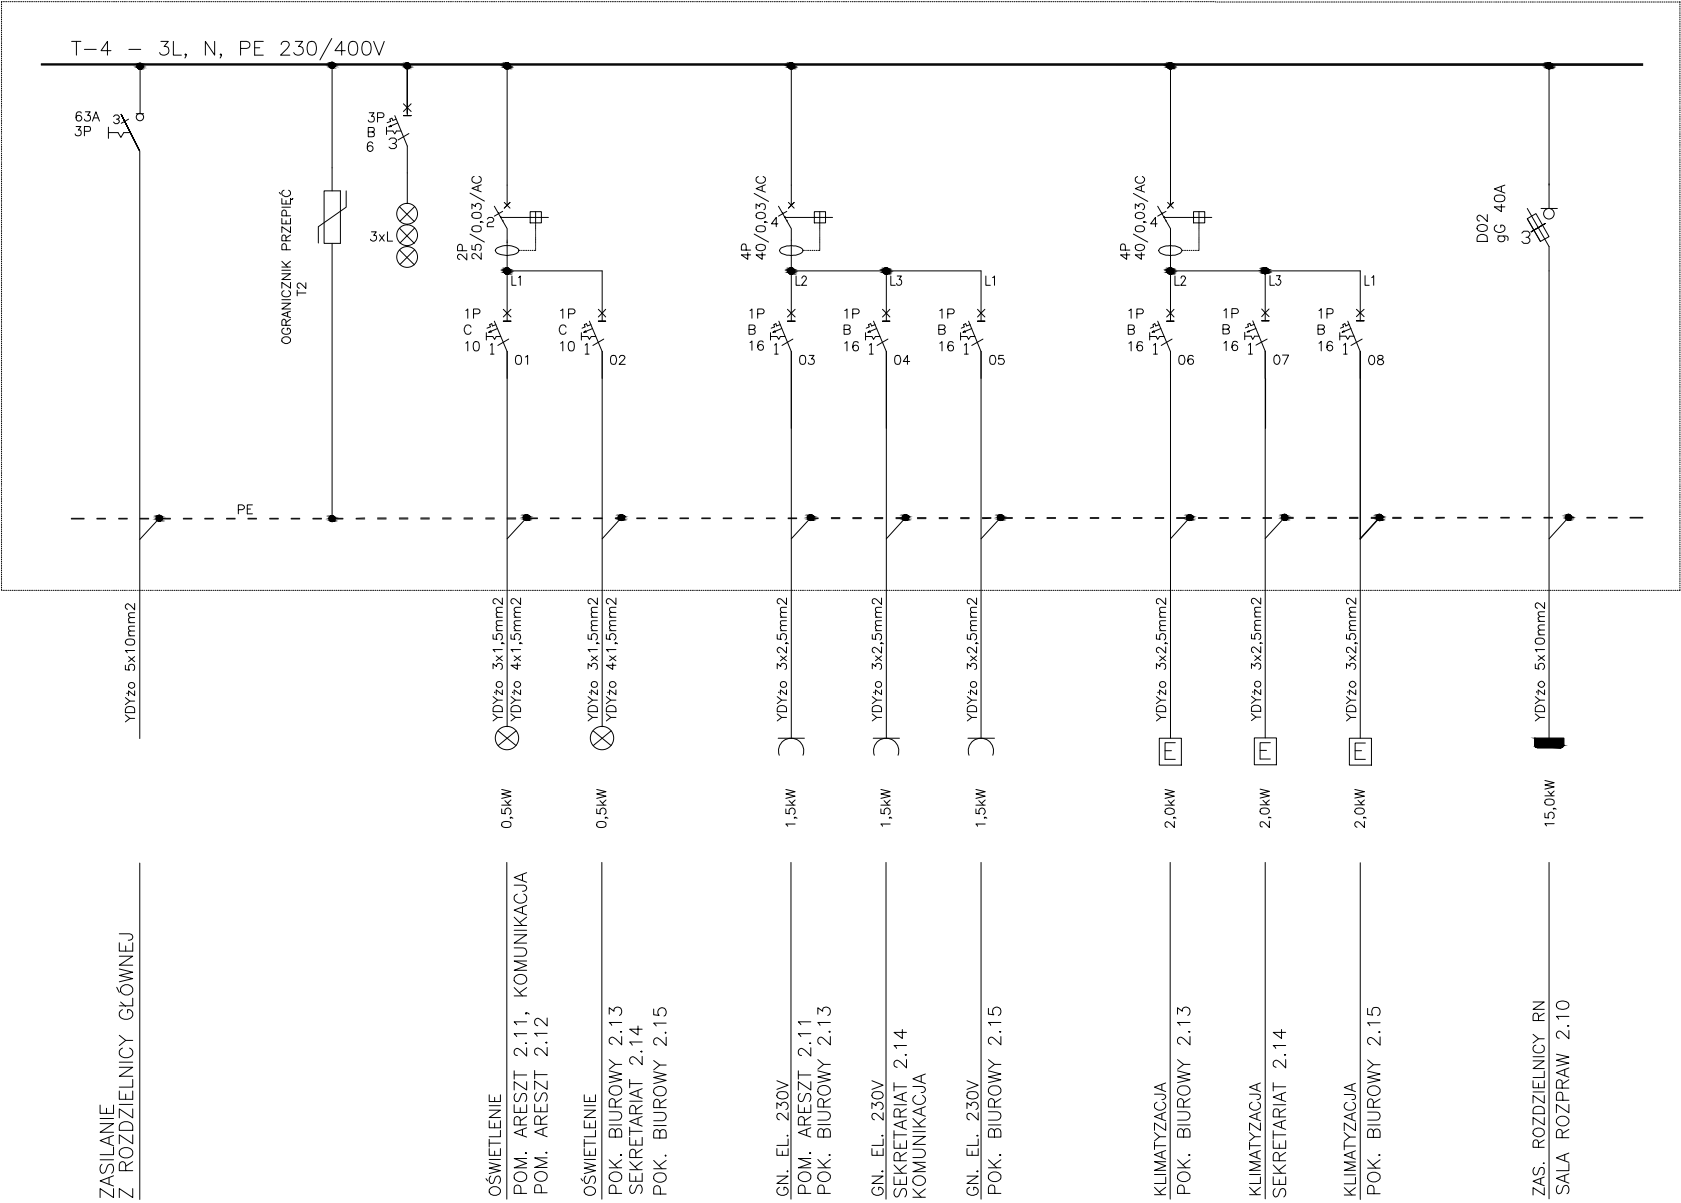 T-4 - 3L, N, PE 230/400V
63A
3P
3
OGRANICZNIK PRZEPIĘĆ
T2
3P
B
6
3
3xL
2P
25/0,03/AC
2
L1
1P
C
10
1
01
1P
C
10
1
02
4P
40/0,03/AC
4
L2
L3
L1
1P
B
16
1
03
1P
B
16
1
04
1P
B
16
1
05
4P
40/0,03/AC
4
L2
L3
L1
1P
B
16
1
06
1P
B
16
1
07
1P
B
16
1
08
D02
gG 40A
3
PE
YDYżo 5x10mm2
YDYżo 3x1,5mm2
YDYżo 4x1,5mm2
YDYżo 3x1,5mm2
YDYżo 4x1,5mm2
YDYżo 3x2,5mm2
YDYżo 3x2,5mm2
YDYżo 3x2,5mm2
YDYżo 3x2,5mm2
YDYżo 3x2,5mm2
YDYżo 3x2,5mm2
YDYżo 5x10mm2
E
E
E
0,5kW
0,5kW
1,5kW
1,5kW
1,5kW
2,0kW
2,0kW
2,0kW
15,0kW
ZASILANIE
Z ROZDZIELNICY GŁÓWNEJ
OŚWIETLENIE
POM. ARESZT 2.11, KOMUNIKACJA
POM. ARESZT 2.12
OŚWIETLENIE
POK. BIUROWY 2.13
SEKRETARIAT 2.14
POK. BIUROWY 2.15
GN. EL. 230V
POM. ARESZT 2.11
POK. BIUROWY 2.13
GN. EL. 230V
SEKRETARIAT 2.14
KOMUNIKACJA
GN. EL. 230V
POK. BIUROWY 2.15
KLIMATYZACJA
POK. BIUROWY 2.13
KLIMATYZACJA
SEKRETARIAT 2.14
KLIMATYZACJA
POK. BIUROWY 2.15
ZAS. ROZDZIELNICY RN
SALA ROZPRAW 2.10